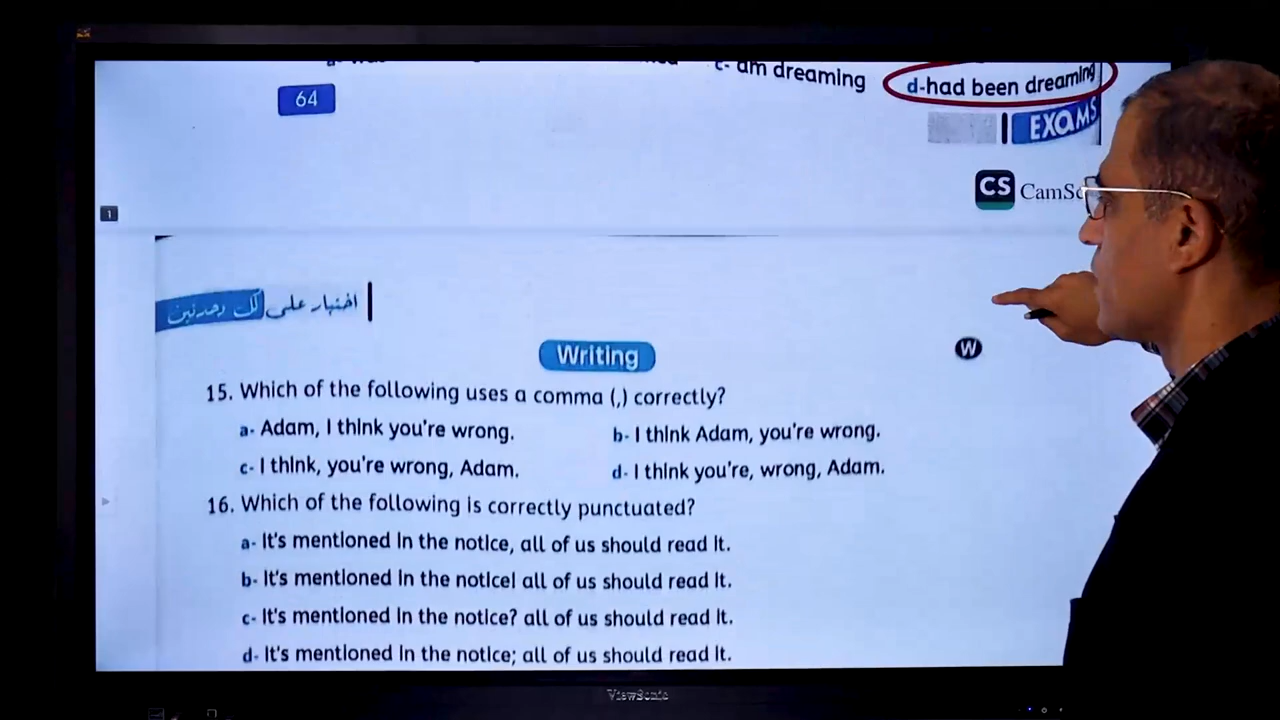 c- am dreaming d-had been dreaming
64
EXAMS
CS CamSc
1
اختبار على كل وحدتين
Writing
W
15. Which of the following uses a comma (,) correctly?
a- Adam, I think you're wrong. b- I think Adam, you're wrong.
c- I think, you're wrong, Adam. d- I think you're, wrong, Adam.
16. Which of the following is correctly punctuated?
a- It's mentioned in the notice, all of us should read it.
b- It's mentioned in the notice! all of us should read it.
c- It's mentioned in the notice? all of us should read it.
d- It's mentioned in the notice; all of us should read it.
ViewSonic